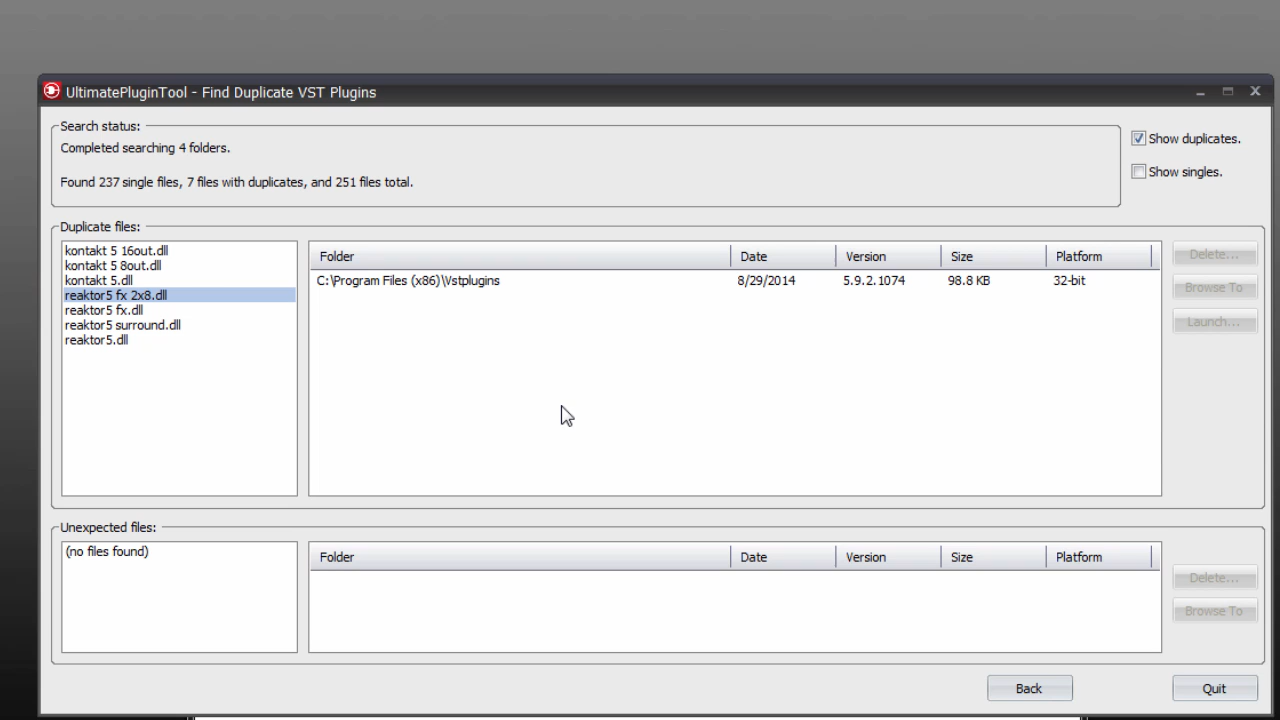 UltimatePluginTool - Find Duplicate VST Plugins
Search status:
Completed searching 4 folders.
Found 237 single files, 7 files with duplicates, and 251 files total.
Show duplicates.
Show singles.
Duplicate files:
kontakt 5 16out.dll
kontakt 5 8out.dll
kontakt 5.dll
reaktor5 fx 2x8.dll
reaktor5 fx.dll
reaktor5 surround.dll
reaktor5.dll
Folder Date Version Size Platform
C:\Program Files (x86)\Vstplugins 8/29/2014 5.9.2.1074 98.8 KB 32-bit
Delete...
Browse To
Launch...
Unexpected files:
(no files found)
Folder Date Version Size Platform
Delete...
Browse To
Back
Quit